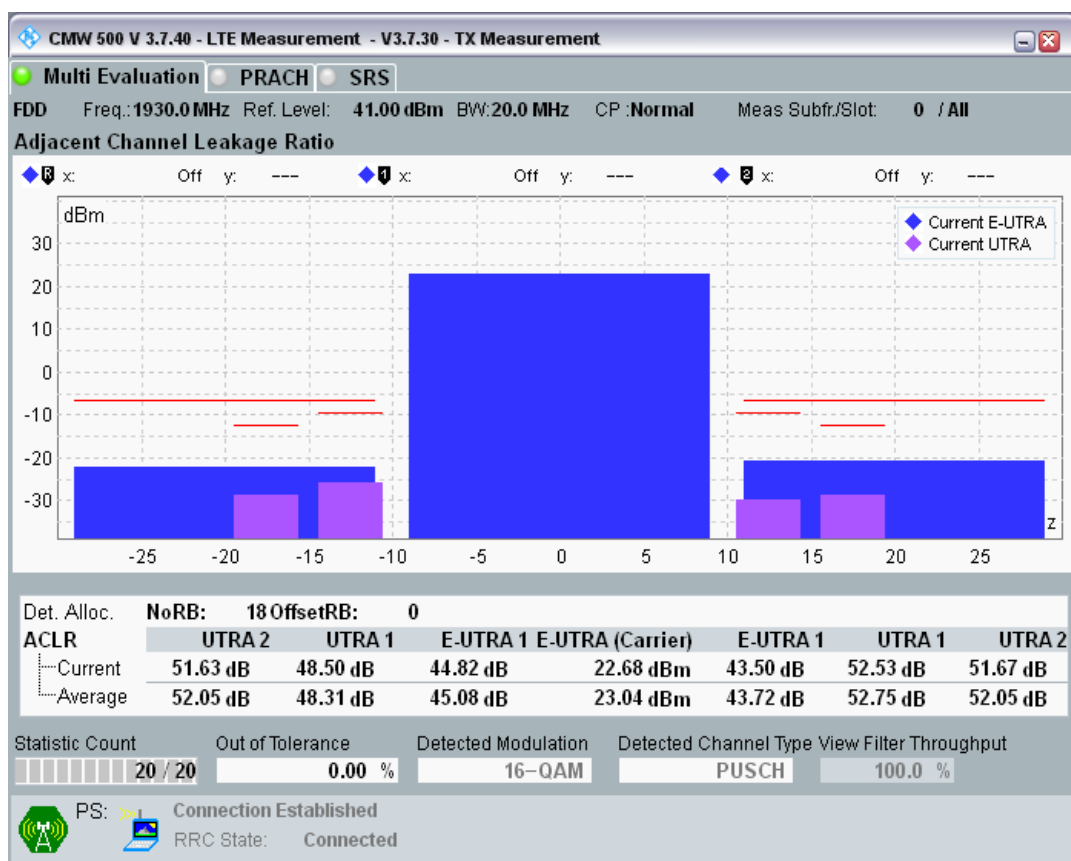 CMW 500 V 3.7.40 - LTE Measurement - V3.7.30 - TX Measurement
Multi Evaluation PRACH SRS
FDD Freq.: 1930.0 MHz Ref. Level: 41.00 dBm BW: 20.0 MHz CP : Normal Meas Subfr./Slot: 0 / All
Adjacent Channel Leakage Ratio
R x: Off y: --- 1 x: Off y: --- 2 x: Off y: ---
dBm
Current E-UTRA
Current UTRA
30
20
10
0
-10
-20
-30
z
-25 -20 -15 -10 -5 0 5 10 15 20 25
Det. Alloc. NoRB: 18 OffsetRB: 0
ACLR UTRA 2 UTRA 1 E-UTRA 1 E-UTRA (Carrier) E-UTRA 1 UTRA 1 UTRA 2
Current 51.63 dB 48.50 dB 44.82 dB 22.68 dBm 43.50 dB 52.53 dB 51.67 dB
Average 52.05 dB 48.31 dB 45.08 dB 23.04 dBm 43.72 dB 52.75 dB 52.05 dB
Statistic Count Out of Tolerance Detected Modulation Detected Channel Type View Filter Throughput
20 / 20 0.00 % 16-QAM PUSCH 100.0 %
PS: Connection Established
RRC State: Connected